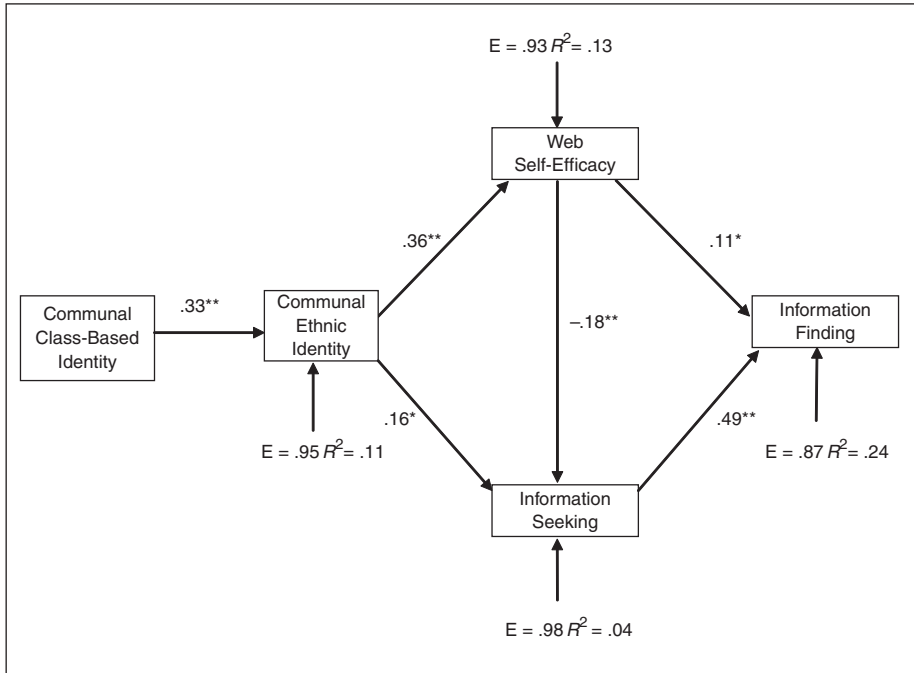 E = .93 R² = .13
Web
Self-Efficacy
.36**
.11*
Communal
Class-Based
Identity
.33**
Communal
Ethnic
Identity
–.18**
Information
Finding
.16*
.49**
E = .95 R² = .11
E = .87 R² = .24
Information
Seeking
E = .98 R² = .04